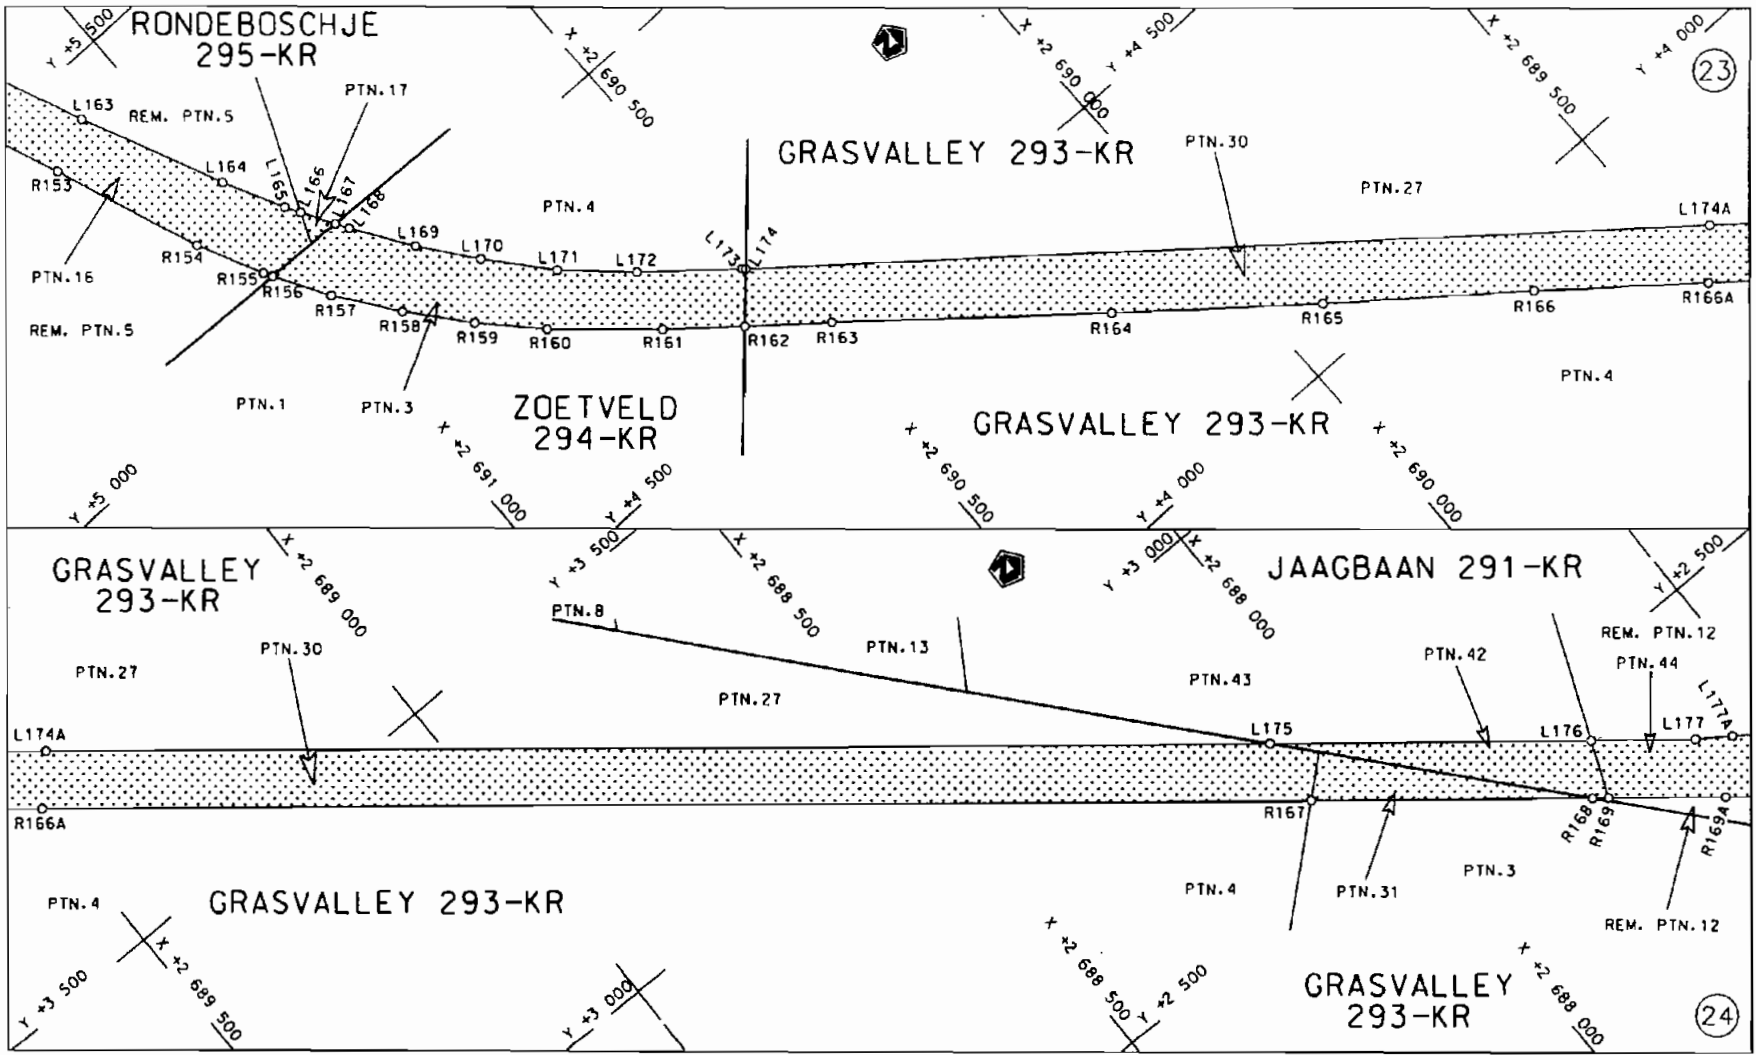 Y +5 500
RONDEBOSCHJE
295-KR
X +2 690 500
X +2 690 000
Y +4 500
X +2 689 500
Y +4 000
23
L163
REM. PTN.5
PTN.17
L164
L165
L166
L167
L168
R153
PTN.4
GRASVALLEY 293-KR
PTN.30
PTN.27
L174A
R154
L169
L170
L171
L172
L173
L174
PTN.16
R155
R156
R157
R158
R159
R160
R161
R162
R163
R164
R165
R166
R166A
REM. PTN.5
PTN.1
PTN.3
ZOETVELD
294-KR
GRASVALLEY 293-KR
PTN.4
Y +5 000
X +2 691 000
Y +4 500
X +2 690 500
Y +4 000
X +2 690 000
GRASVALLEY
293-KR
X +2 689 000
Y +3 500
X +2 688 500
Y +3 000
X +2 688 000
JAAGBAAN 291-KR
Y +2 500
PTN.8
PTN.30
PTN.27
PTN.13
PTN.27
PTN.43
PTN.42
REM. PTN.12
PTN.44
L174A
L175
L176
L177
L177A
R166A
R167
R168
R169
R169A
PTN.4
GRASVALLEY 293-KR
PTN.4
PTN.31
PTN.3
REM. PTN.12
Y +3 500
X +2 689 500
Y +3 000
X +2 688 500
Y +2 500
GRASVALLEY
293-KR
X +2 688 000
24